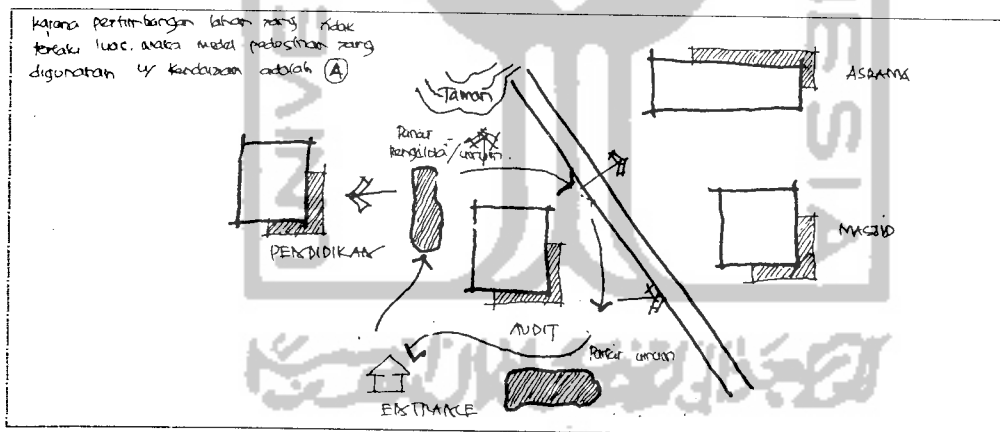 karena pertimbangan lahan yang tidak
terlalu luas. maka model pedestrian yang
digunakan u/ kendaraan adalah (A)
Taman
ASRAMA
Parkir
Pengelola / umum
MASJID
PENDIDIKAN
AUDIT
Parkir umum
ENTRANCE